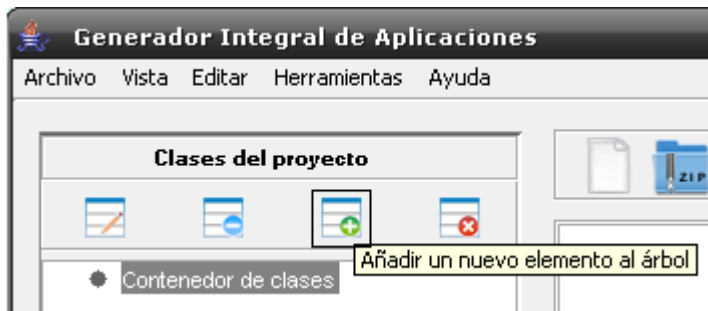 Generador Integral de Aplicaciones
Archivo Vista Editar Herramientas Ayuda
Clases del proyecto
ZIP
Añadir un nuevo elemento al árbol
Contenedor de clases